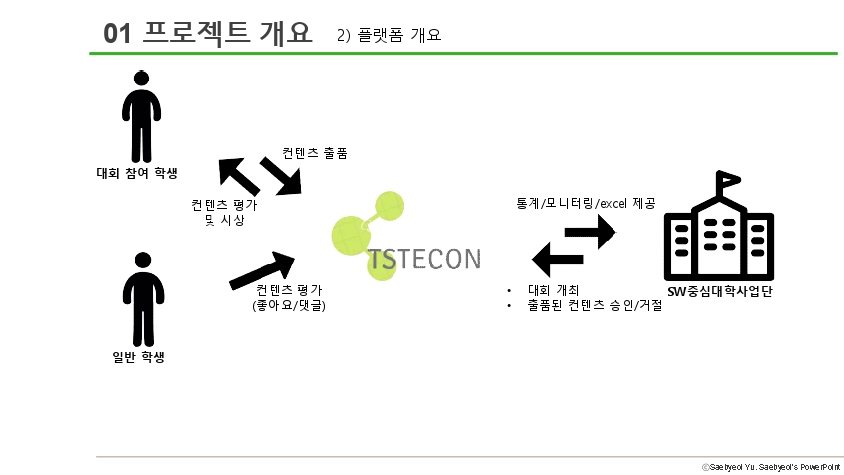 01 프로젝트 개요 2) 플랫폼 개요
대회 참여 학생
컨텐츠 출품
컨텐츠 평가
및 시상
TSTECON
일반 학생
컨텐츠 평가
(좋아요/댓글)
통계/모니터링/excel 제공
• 대회 개최
• 출품된 컨텐츠 승인/거절
SW중심대학사업단
ⓒSaebyeol Yu. Saebyeol's PowerPoint